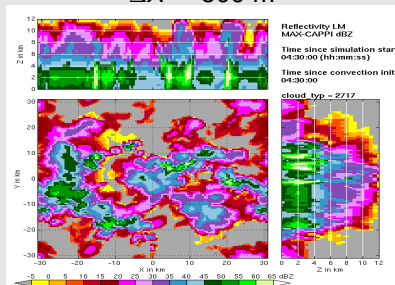 Reflectivity LM
MAX-CAPPI dBZ
Time since simulation star
04:30:00 (hh:mm:ss)
Time since convection init
04:30:00
cloud_typ = 2717
12
10
8
6
4
2
0
Z in km
30
20
10
0
-10
-20
-30
Y in km
-30 -20 -10 0 10 20 30
X in km
0 2 4 6 8 10 12
Z in km
-5 0 5 10 15 20 25 30 35 40 45 50 55 60 65 dBZ